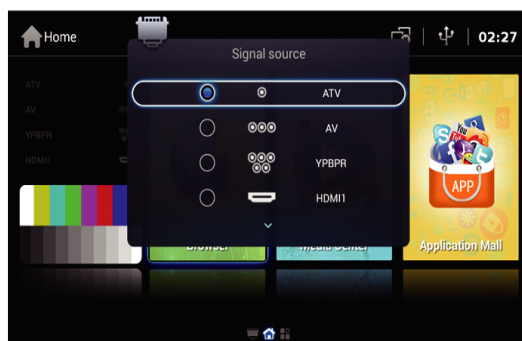 Home
02:27
Signal source
ATV
AV
YPBPR
HDMI1
ATV
AV
YPBPR
HDMI1
You
APP
Browser
Media Center
Application Mall